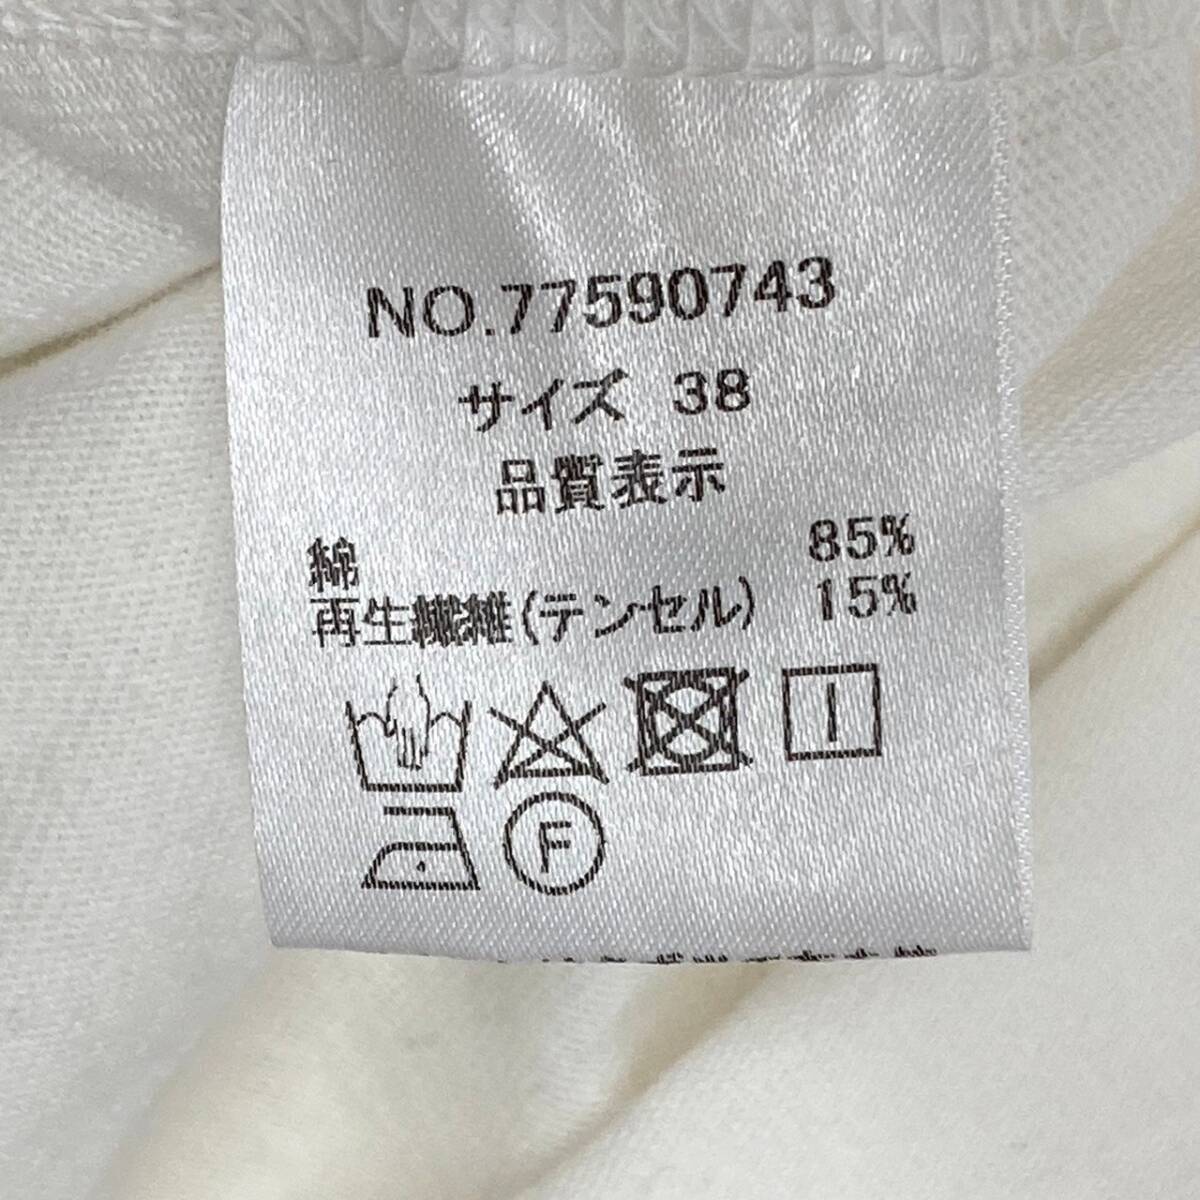 NO.77590743
サイズ 38
品質表示
綿 85%
再生繊維(テンセル) 15%
F